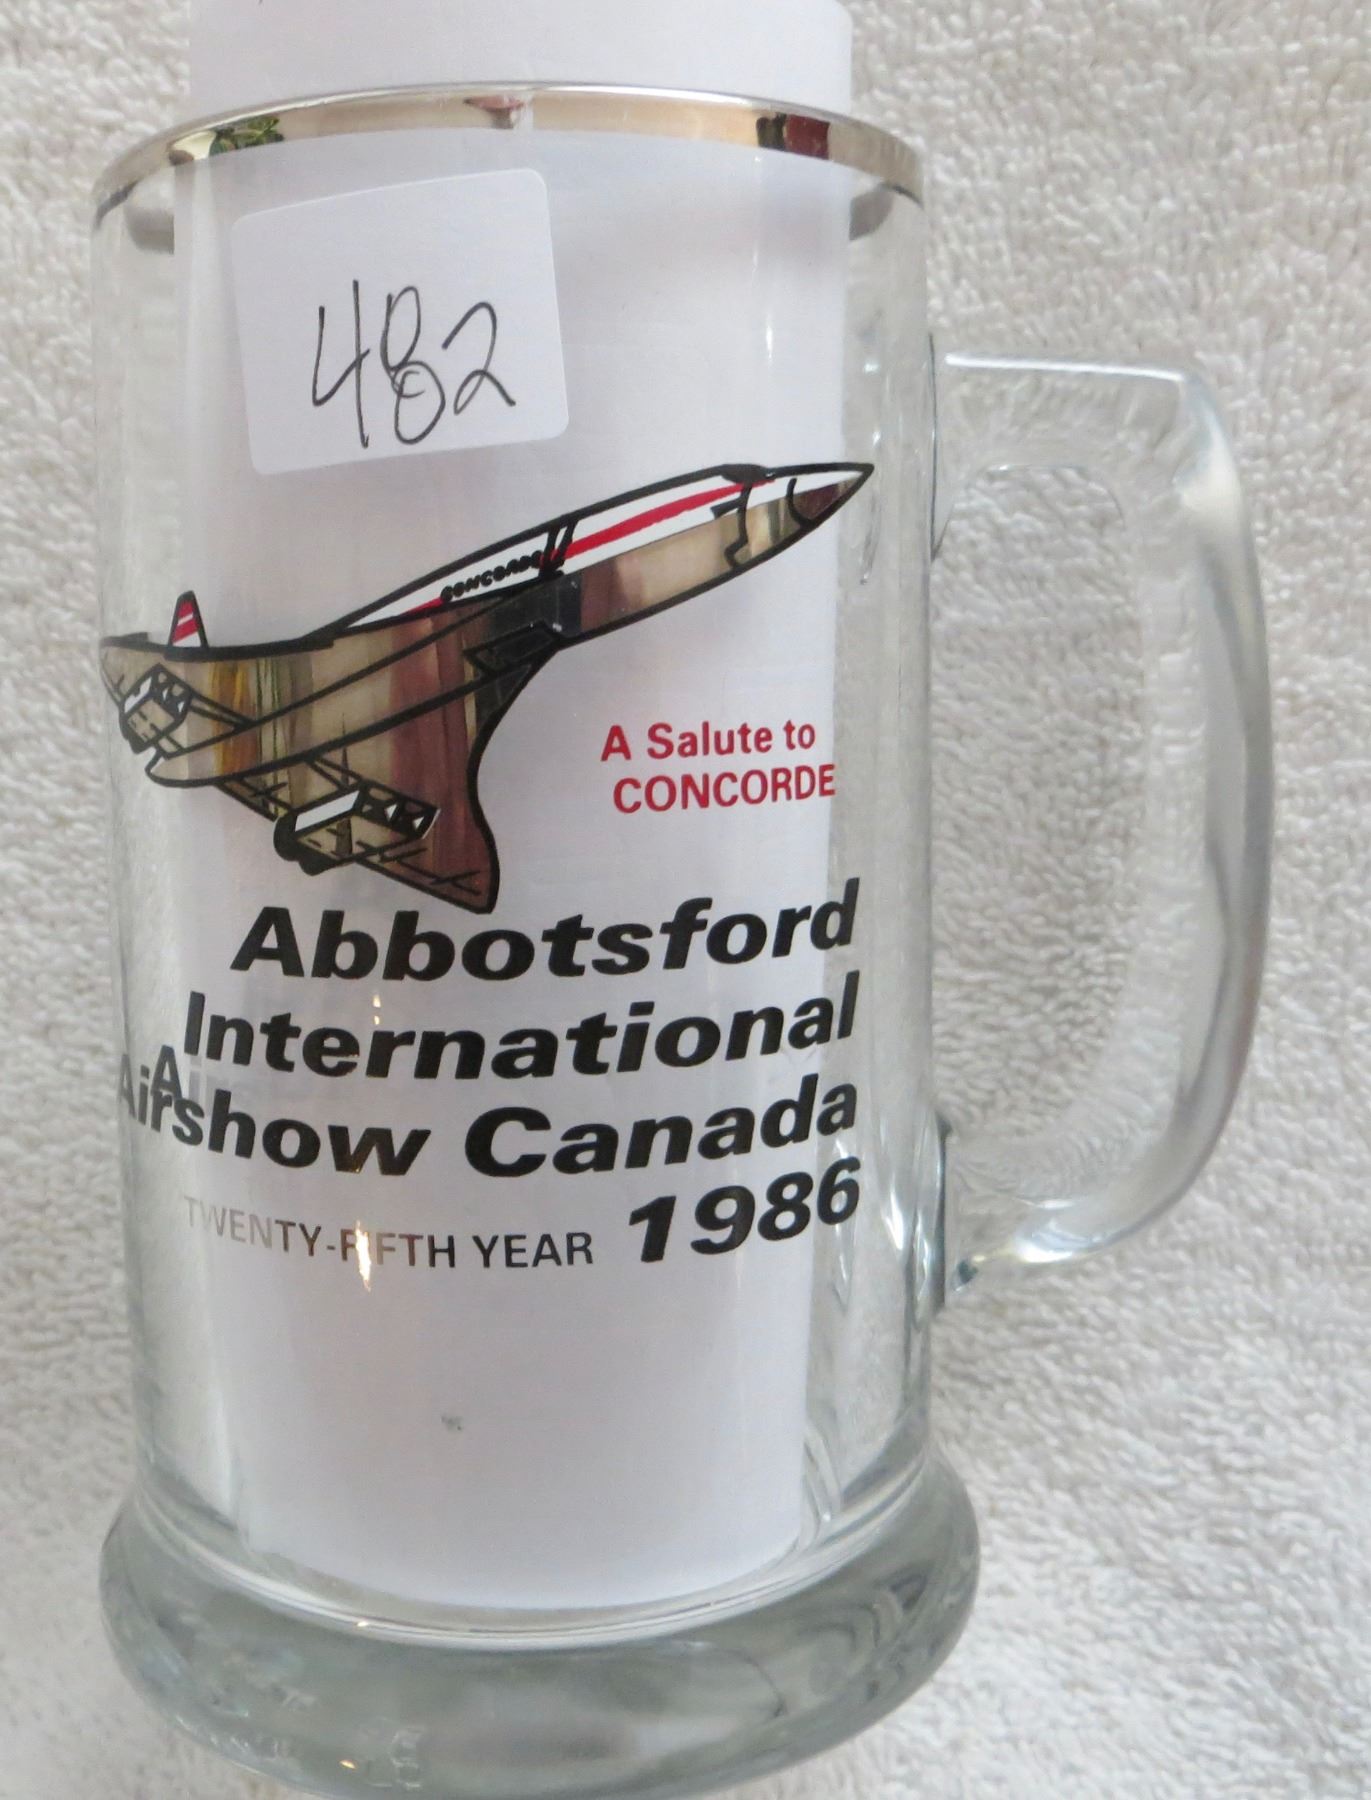 482
CONCORDE
A Salute to
CONCORDE
Abbotsford
International
Airshow Canada
TWENTY-FIFTH YEAR 1986